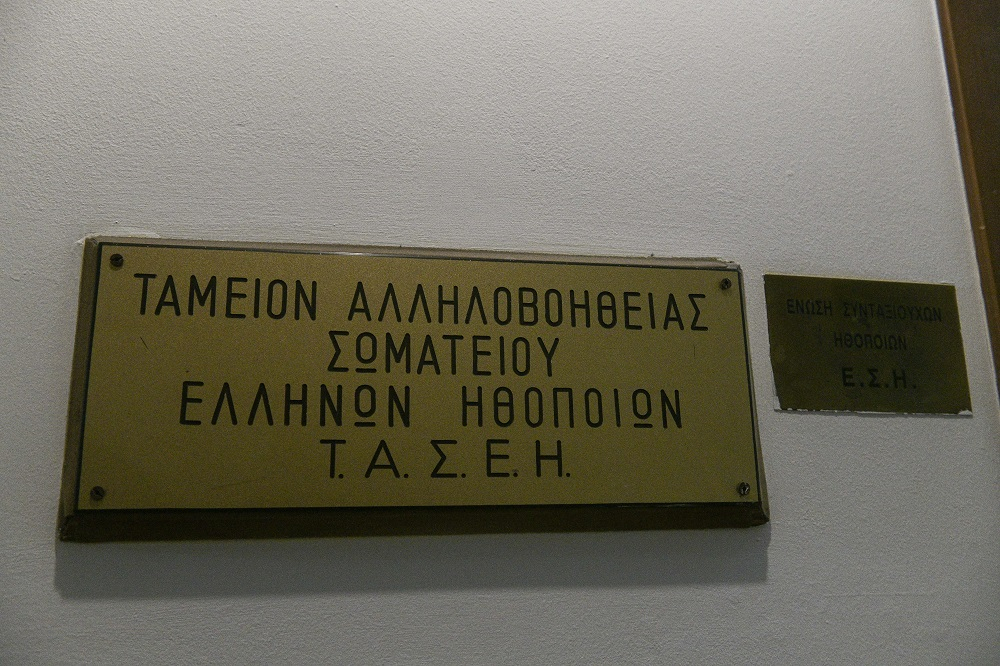 ΤΑΜΕΙΟΝ ΑΛΛΗΛΟΒΟΗΘΕΙΑΣ
ΣΩΜΑΤΕΙΟΥ
ΕΛΛΗΝΩΝ ΗΘΟΠΟΙΩΝ
Τ.Α.Σ.Ε.Η.
ΕΝΩΣΗ ΣΥΝΤΑΞΙΟΥΧΩΝ
ΗΘΟΠΟΙΩΝ
Ε.Σ.Η.